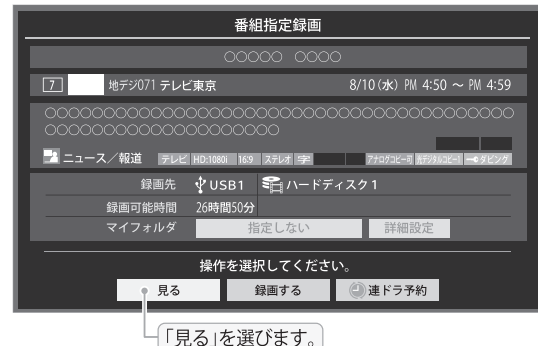 番組指定録画
○○○○○ ○○○○
7 地デジ071 テレビ東京 8/10(水) PM 4:50 ～ PM 4:59
○○○○○○○○○○○○○○○○○○○○○○○○○○○○○○○○
○○○○○○○○○○○○○○○○
ニュース／報道 テレビ HD:1080i 16:9 ステレオ 字 アナログコピー可 光デジタルコピー1 ダビング
録画先 USB1 ハードディスク1
録画可能時間 26時間50分
マイフォルダ 指定しない 詳細設定
操作を選択してください。
見る 録画する 連ドラ予約
「見る」を選びます。